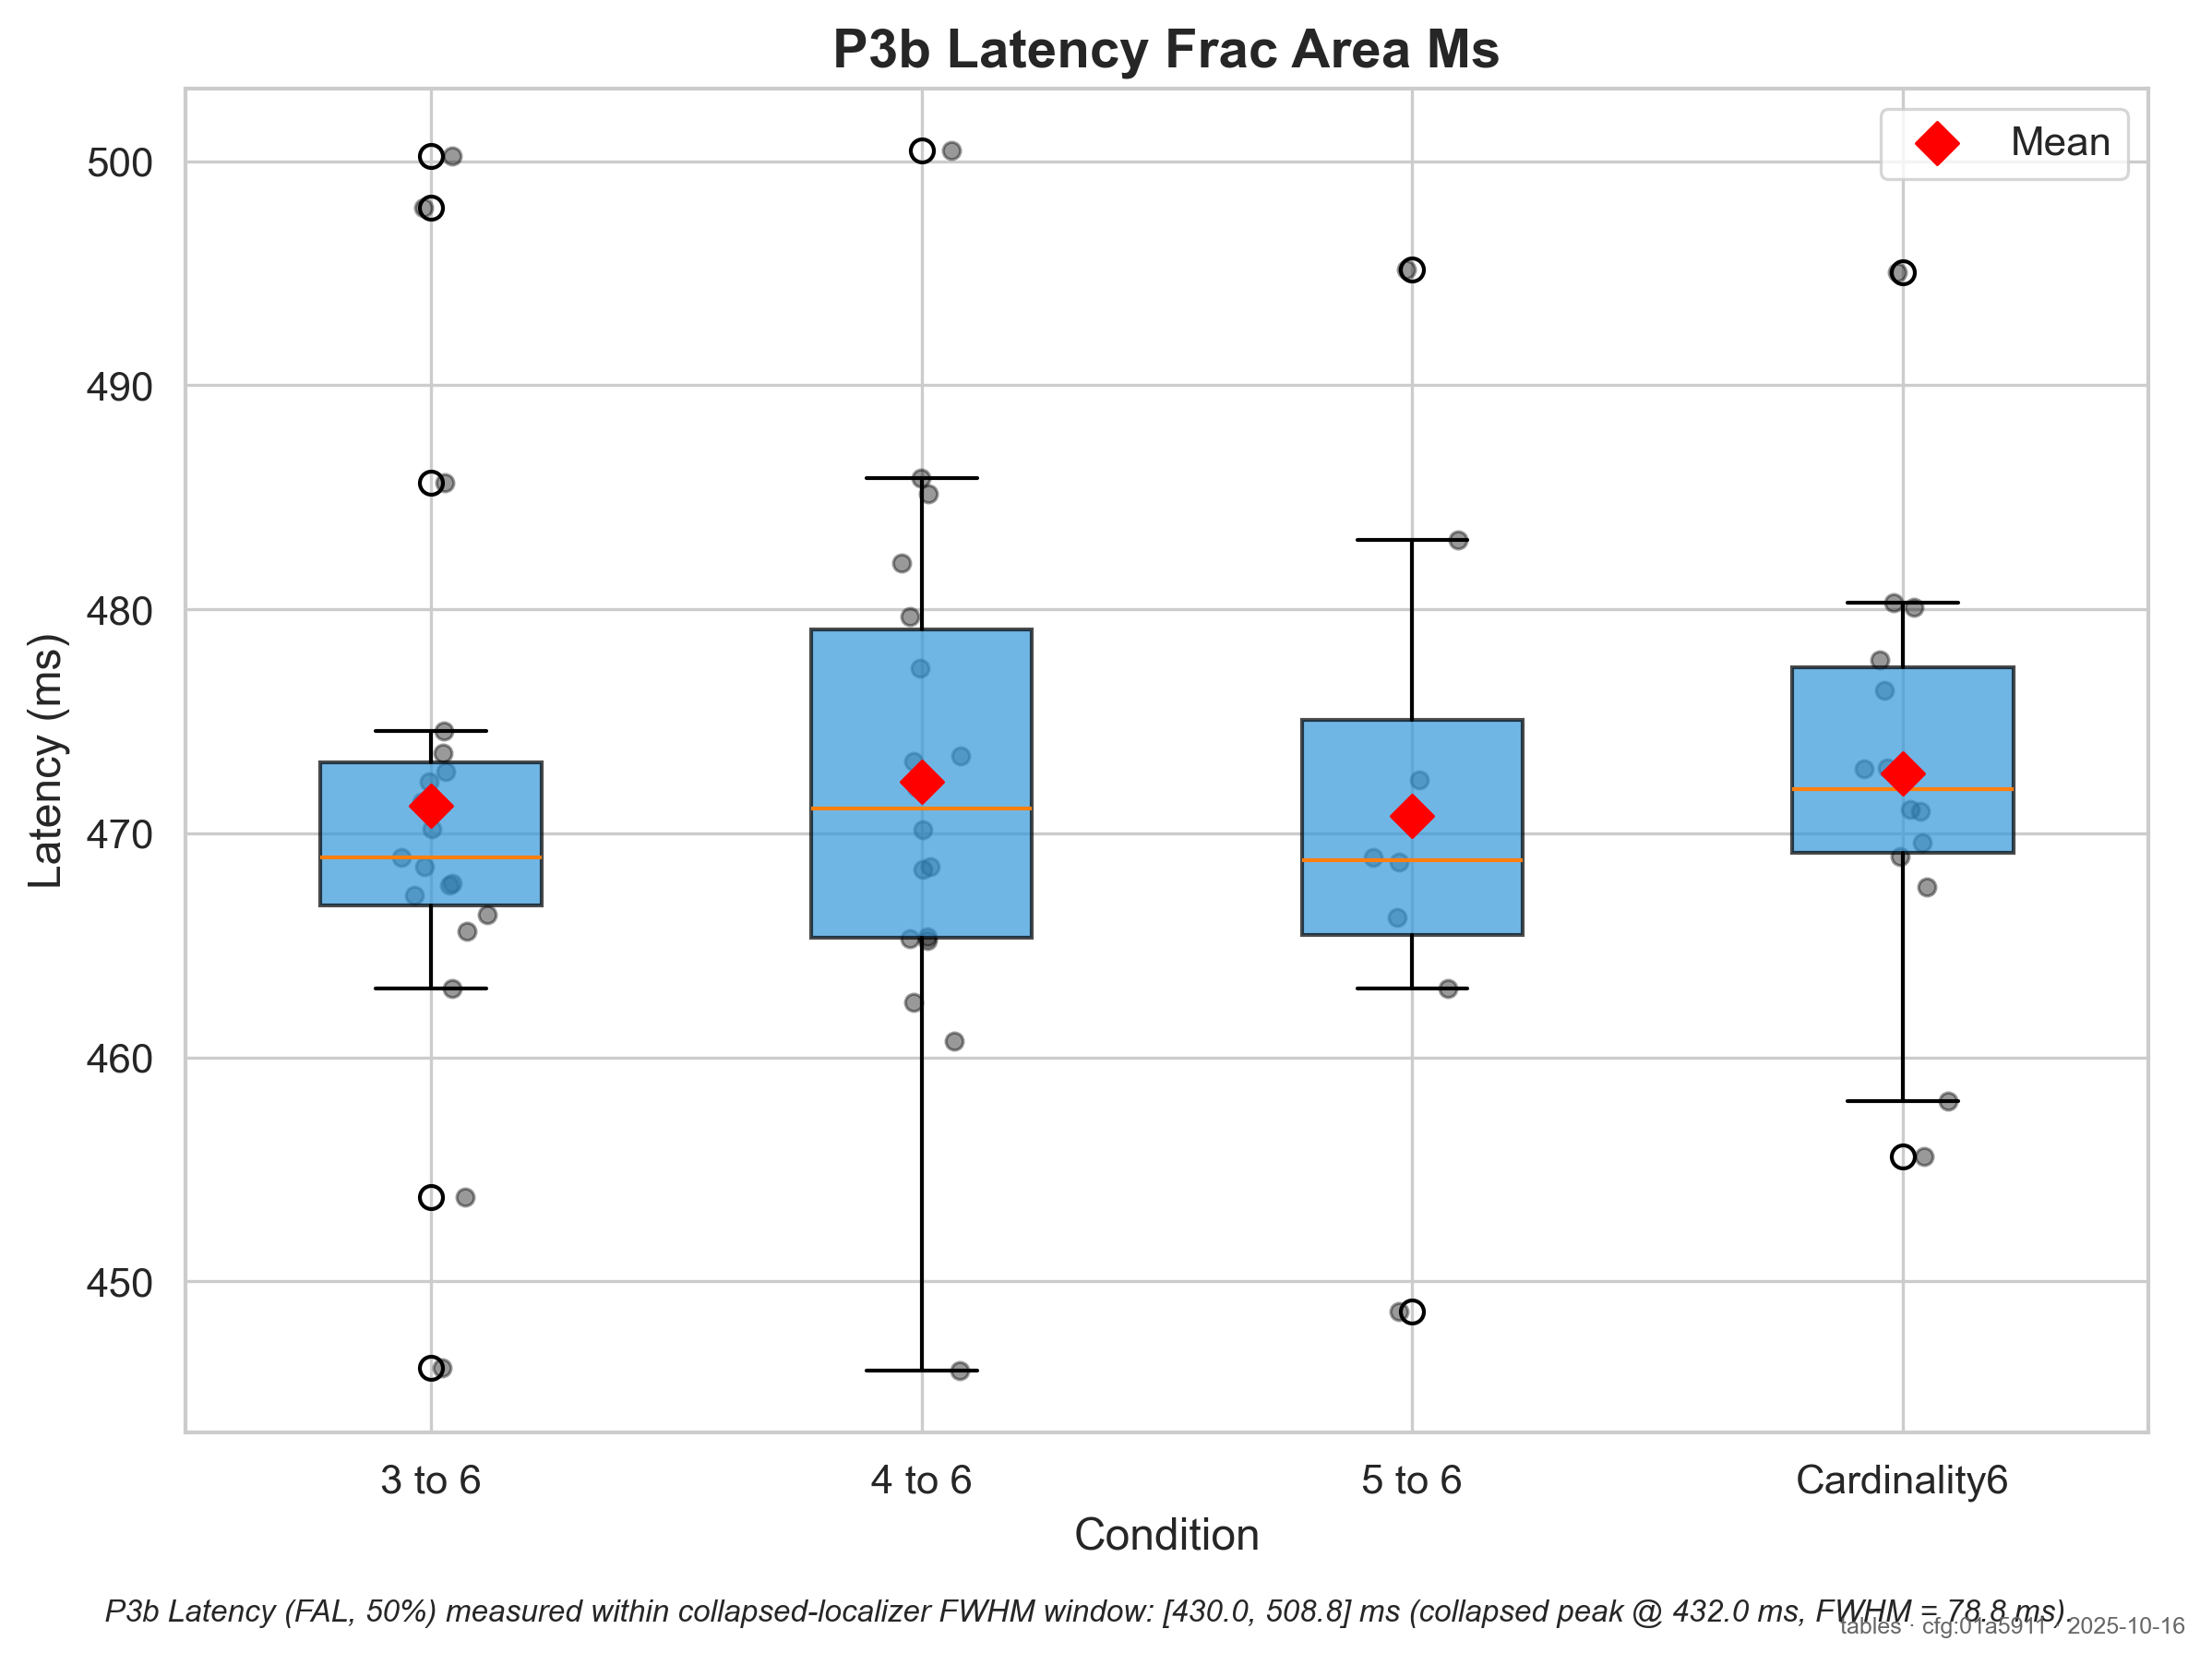 P3b Latency Frac Area Ms
Mean
500
490
480
470
460
450
Latency (ms)
3 to 6
4 to 6
5 to 6
Cardinality6
Condition
P3b Latency (FAL, 50%) measured within collapsed-localizer FWHM window: [430.0, 508.8] ms (collapsed peak @ 432.0 ms, FWHM = 78.8 ms).
tables · cfg:01a5911 · 2025-10-16